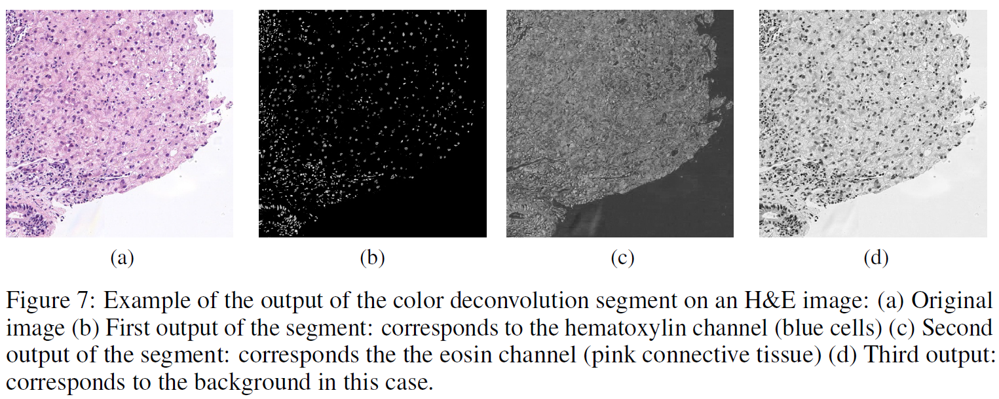 (a) (b) (c) (d)
Figure 7: Example of the output of the color deconvolution segment on an H&E image: (a) Original
image (b) First output of the segment: corresponds to the hematoxylin channel (blue cells) (c) Second
output of the segment: corresponds the the eosin channel (pink connective tissue) (d) Third output:
corresponds to the background in this case.